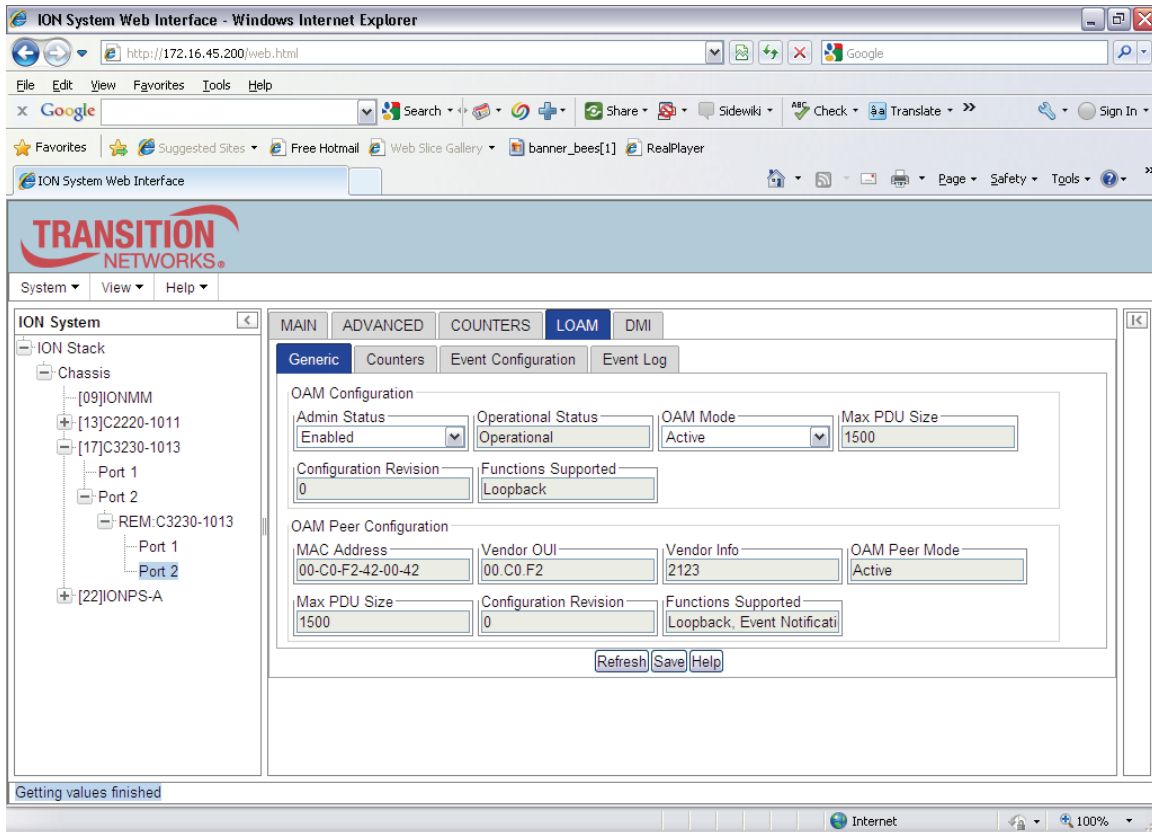 ION System Web Interface - Windows Internet Explorer
http://172.16.45.200/web.html
Google
File Edit View Favorites Tools Help
x Google Search Share Sidewiki Check Translate Sign In
Favorites Suggested Sites Free Hotmail Web Slice Gallery banner_bees[1] RealPlayer
ION System Web Interface Page Safety Tools
TRANSITION
NETWORKS®
System View Help
ION System
ION Stack
Chassis
[09]IONMM
[13]C2220-1011
[17]C3230-1013
Port 1
Port 2
REM:C3230-1013
Port 1
Port 2
[22]IONPS-A
MAIN ADVANCED COUNTERS LOAM DMI
Generic Counters Event Configuration Event Log
OAM Configuration
Admin Status Operational Status OAM Mode Max PDU Size
Enabled Operational Active 1500
Configuration Revision Functions Supported
0 Loopback
OAM Peer Configuration
MAC Address Vendor OUI Vendor Info OAM Peer Mode
00-C0-F2-42-00-42 00.C0.F2 2123 Active
Max PDU Size Configuration Revision Functions Supported
1500 0 Loopback, Event Notificati
Refresh Save Help
Getting values finished
Internet 100%